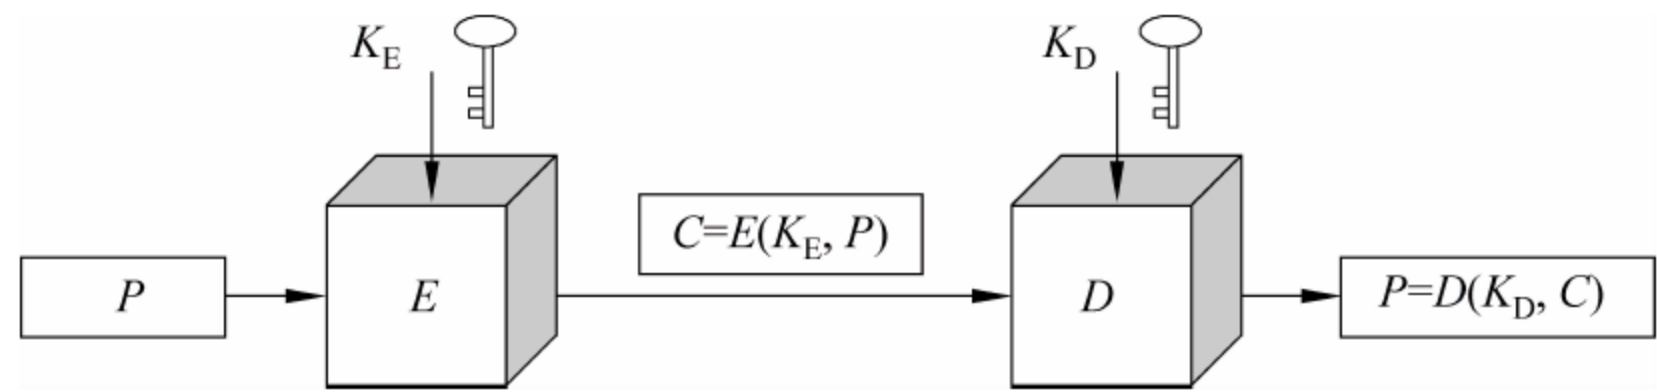 K_E
K_D
C=E(K_E, P)
P
E
D
P=D(K_D, C)